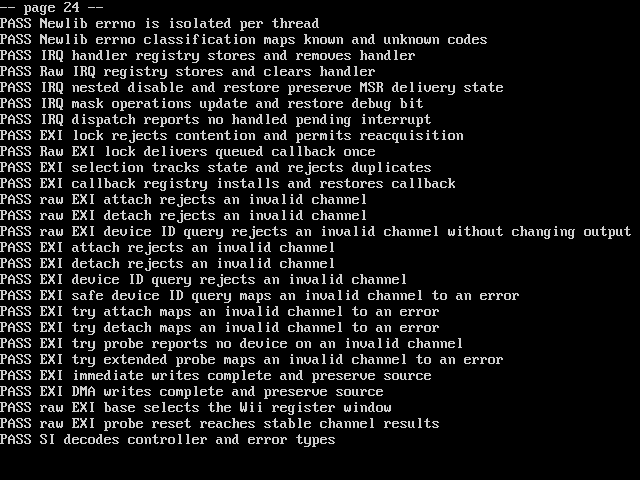 -- page 24 --
PASS Newlib errno is isolated per thread
PASS Newlib errno classification maps known and unknown codes
PASS IRQ handler registry stores and removes handler
PASS Raw IRQ registry stores and clears handler
PASS IRQ nested disable and restore preserve MSR delivery state
PASS IRQ mask operations update and restore debug bit
PASS IRQ dispatch reports no handled pending interrupt
PASS EXI lock rejects contention and permits reacquisition
PASS Raw EXI lock delivers queued callback once
PASS EXI selection tracks state and rejects duplicates
PASS EXI callback registry installs and restores callback
PASS raw EXI attach rejects an invalid channel
PASS raw EXI detach rejects an invalid channel
PASS raw EXI device ID query rejects an invalid channel without changing output
PASS EXI attach rejects an invalid channel
PASS EXI detach rejects an invalid channel
PASS EXI device ID query rejects an invalid channel
PASS EXI safe device ID query maps an invalid channel to an error
PASS EXI try attach maps an invalid channel to an error
PASS EXI try detach maps an invalid channel to an error
PASS EXI try probe reports no device on an invalid channel
PASS EXI try extended probe maps an invalid channel to an error
PASS EXI immediate writes complete and preserve source
PASS EXI DMA writes complete and preserve source
PASS raw EXI base selects the Wii register window
PASS raw EXI probe reset reaches stable channel results
PASS SI decodes controller and error types